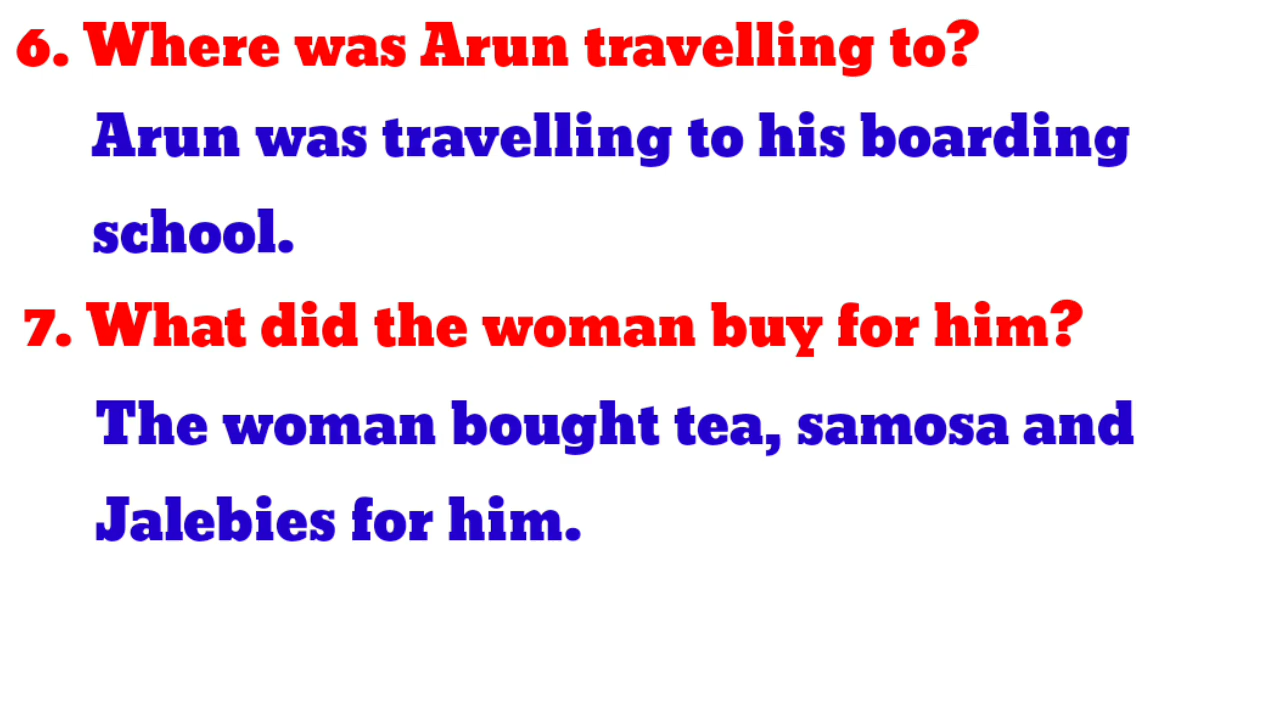 6. Where was Arun travelling to?
Arun was travelling to his boarding
school.
7. What did the woman buy for him?
The woman bought tea, samosa and
Jalebies for him.